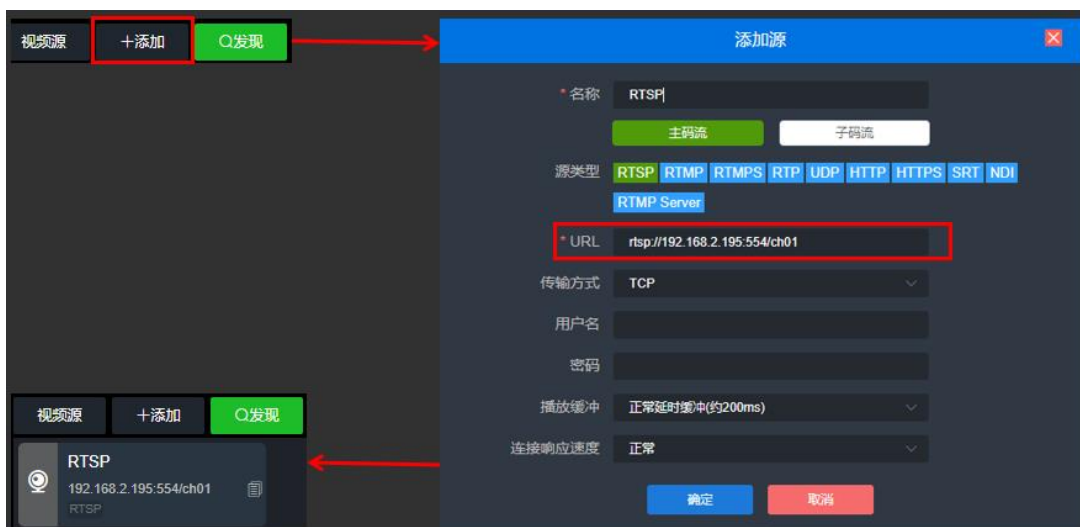 视频源 +添加 Q发现
添加源
* 名称 RTSP
主码流 子码流
源类型 RTSP RTMP RTMPS RTP UDP HTTP HTTPS SRT NDI
RTMP Server
* URL rtsp://192.168.2.195:554/ch01
传输方式 TCP
用户名
密码
播放缓冲 正常延时缓冲(约200ms)
连接响应速度 正常
确定 取消
视频源 +添加 Q发现
RTSP
192.168.2.195:554/ch01
RTSP